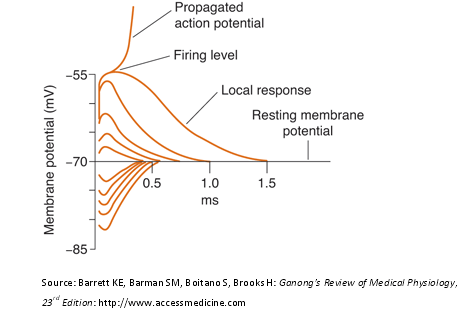 Propagated
action potential
Firing level
−55
Local response
Resting membrane
potential
Membrane potential (mV)
−70
0.5
1.0
1.5
ms
−85
Source: Barrett KE, Barman SM, Boitano S, Brooks H: Ganong's Review of Medical Physiology,
23rd Edition: http://www.accessmedicine.com